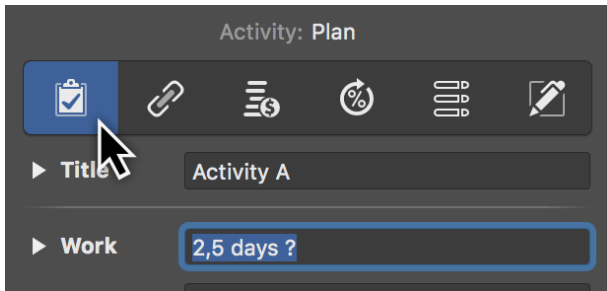 Activity: Plan
Title
Activity A
Work
2,5 days ?